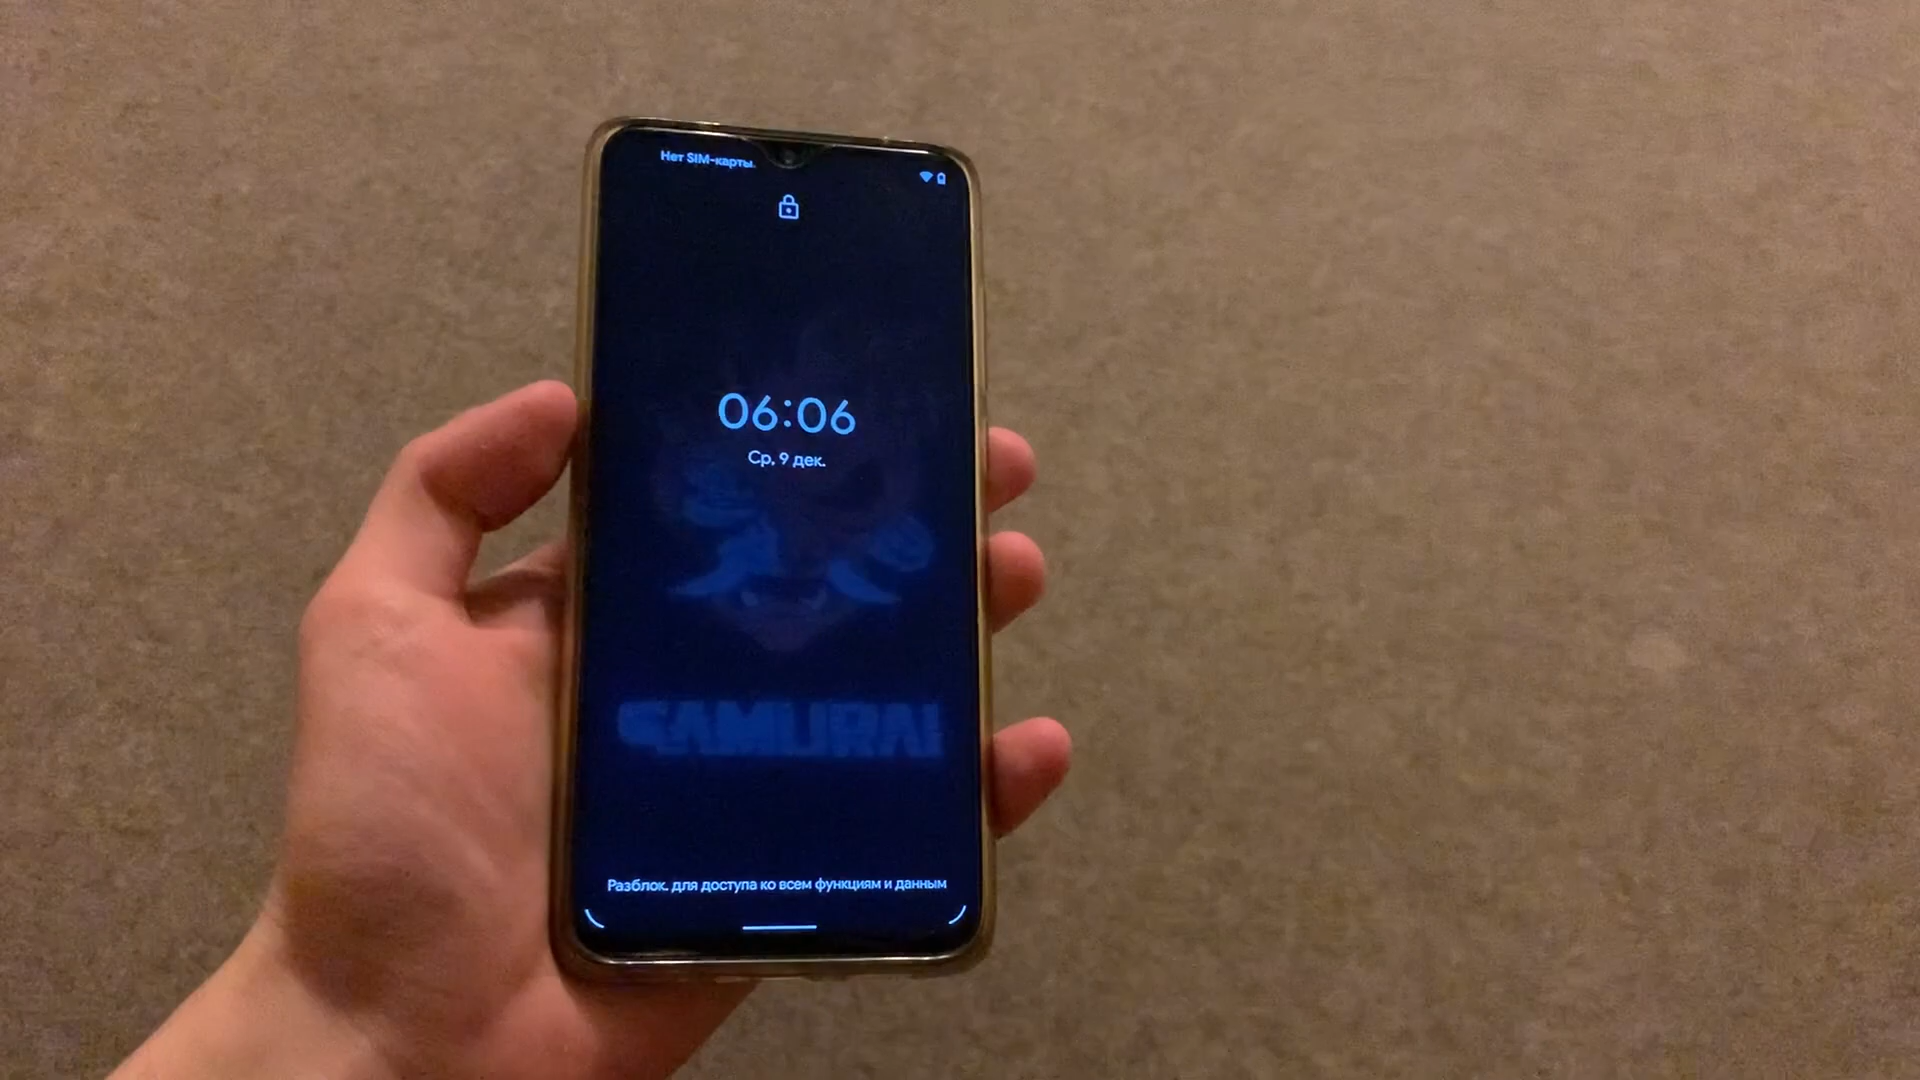 Нет SIM-карты.
06:06
Ср, 9 дек.
SAMURAI
Разблок. для доступа ко всем функциям и данным